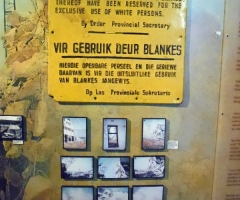 THEREOF HAVE BEEN RESERVED FOR THE
EXCLUSIVE USE OF WHITE PERSONS.
By Order Provincial Secretary
VIR GEBRUIK DEUR BLANKES
HIERDIE OPENBARE PERSEEL EN DIE GERIEWE
DAARVAN IS VIR DIE UITSLUITLIKE GEBRUIK
VAN BLANKES AANGEWYS.
Op Las Provinsiale Sekretaris